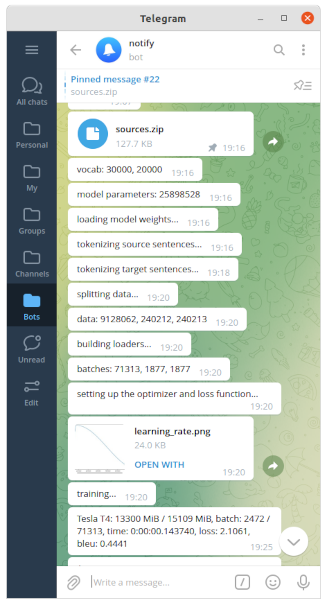 Telegram
notify
bot
All chats
Personal
My
Groups
Channels
Bots
Unread
Edit
Pinned message #22
sources.zip
19:07
sources.zip
127.7 KB
19:16
vocab: 30000, 20000 19:16
model parameters: 25898528 19:16
loading model weights... 19:16
tokenizing source sentences... 19:16
tokenizing target sentences... 19:18
splitting data... 19:20
data: 9128062, 240212, 240213 19:20
building loaders... 19:20
batches: 71313, 1877, 1877 19:20
setting up the optimizer and loss function...
19:20
learning_rate.png
24.0 KB
OPEN WITH
19:20
training... 19:20
Tesla T4: 13300 MiB / 15109 MiB, batch: 2472 /
71313, time: 0:00:00.143740, loss: 2.1061,
bleu: 0.4441
19:25
Write a message...